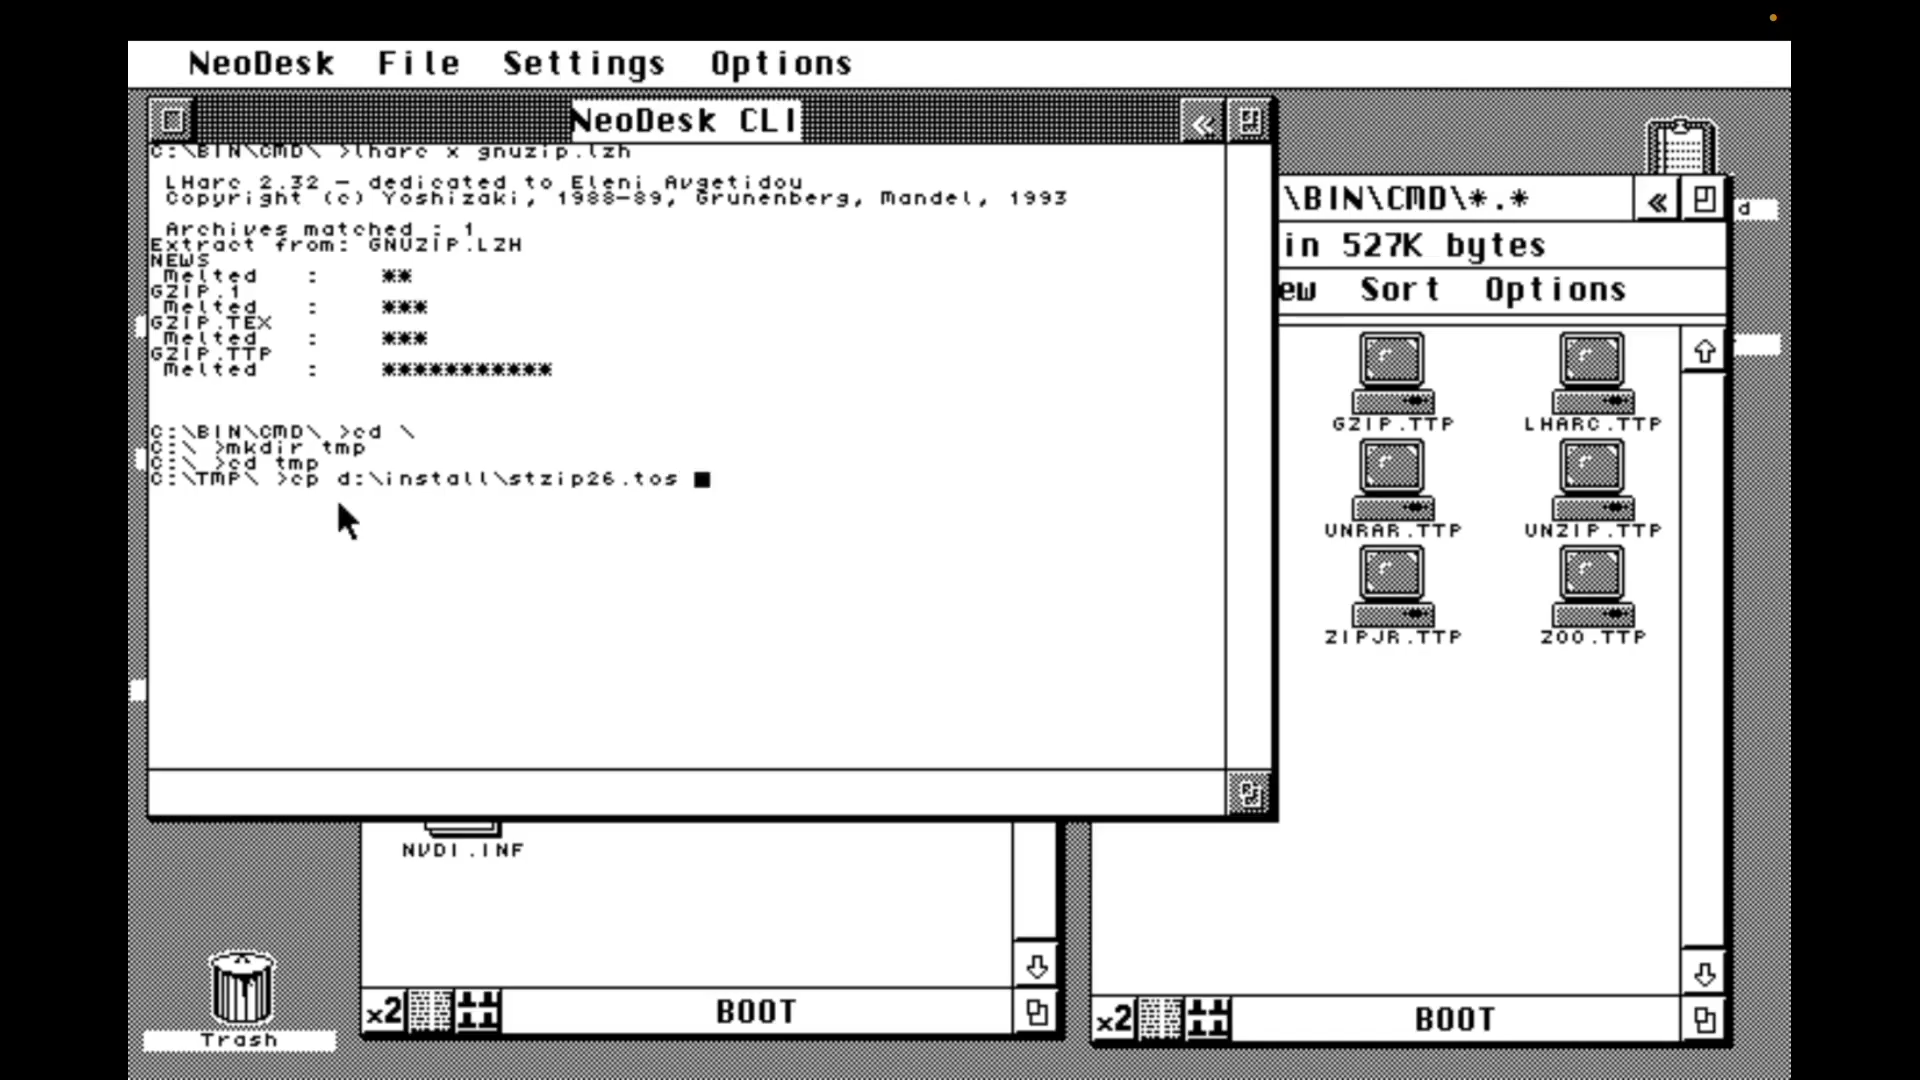 NeoDesk File Settings Options
NeoDesk CLI
C:\BIN\CMD\ >lharc x gnuzip.lzh
LHarc 2.32 - dedicated to Eleni Avgetidou
Copyright (c) Yoshizaki, 1988-89, Grunenberg, Mandel, 1993
Archives matched : 1
Extract from: GNUZIP.LZH
NEWS
Melted : **
GZIP.1
Melted : ***
GZIP.TEX
Melted : ***
GZIP.TTP
Melted : ***********
C:\BIN\CMD\ >cd \
C:\ >mkdir tmp
C:\ >cd tmp
C:\TMP\ >cp d:\install\stzip26.tos
\BIN\CMD\*.*
d
in 527K bytes
ew Sort Options
GZIP.TTP LHARC.TTP
UNRAR.TTP UNZIP.TTP
ZIPJR.TTP ZOO.TTP
NVDI.INF
x2 BOOT
x2 BOOT
Trash